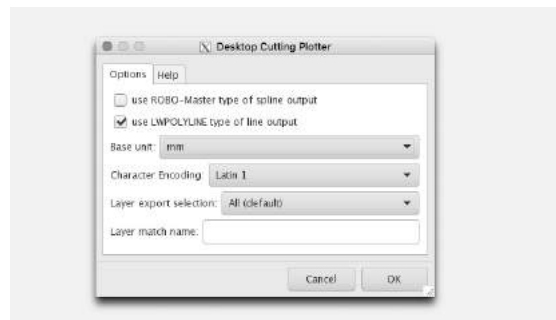 Desktop Cutting Plotter
Options Help
use ROBO-Master type of spline output
use LWPOLYLINE type of line output
Base unit: mm
Character Encoding: Latin 1
Layer export selection: All (default)
Layer match name:
Cancel OK